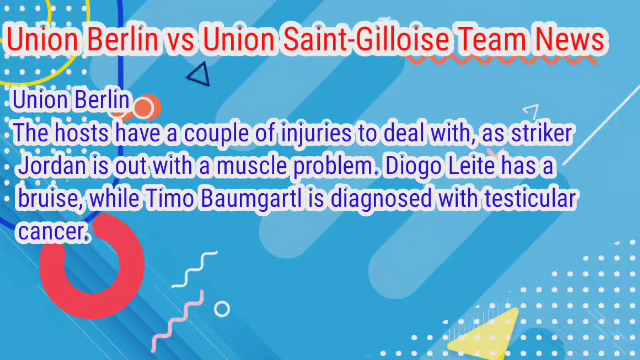 Union Berlin vs Union Saint-Gilloise Team News
Union Berlin
The hosts have a couple of injuries to deal with, as striker
Jordan is out with a muscle problem. Diogo Leite has a
bruise, while Timo Baumgartl is diagnosed with testicular
cancer.